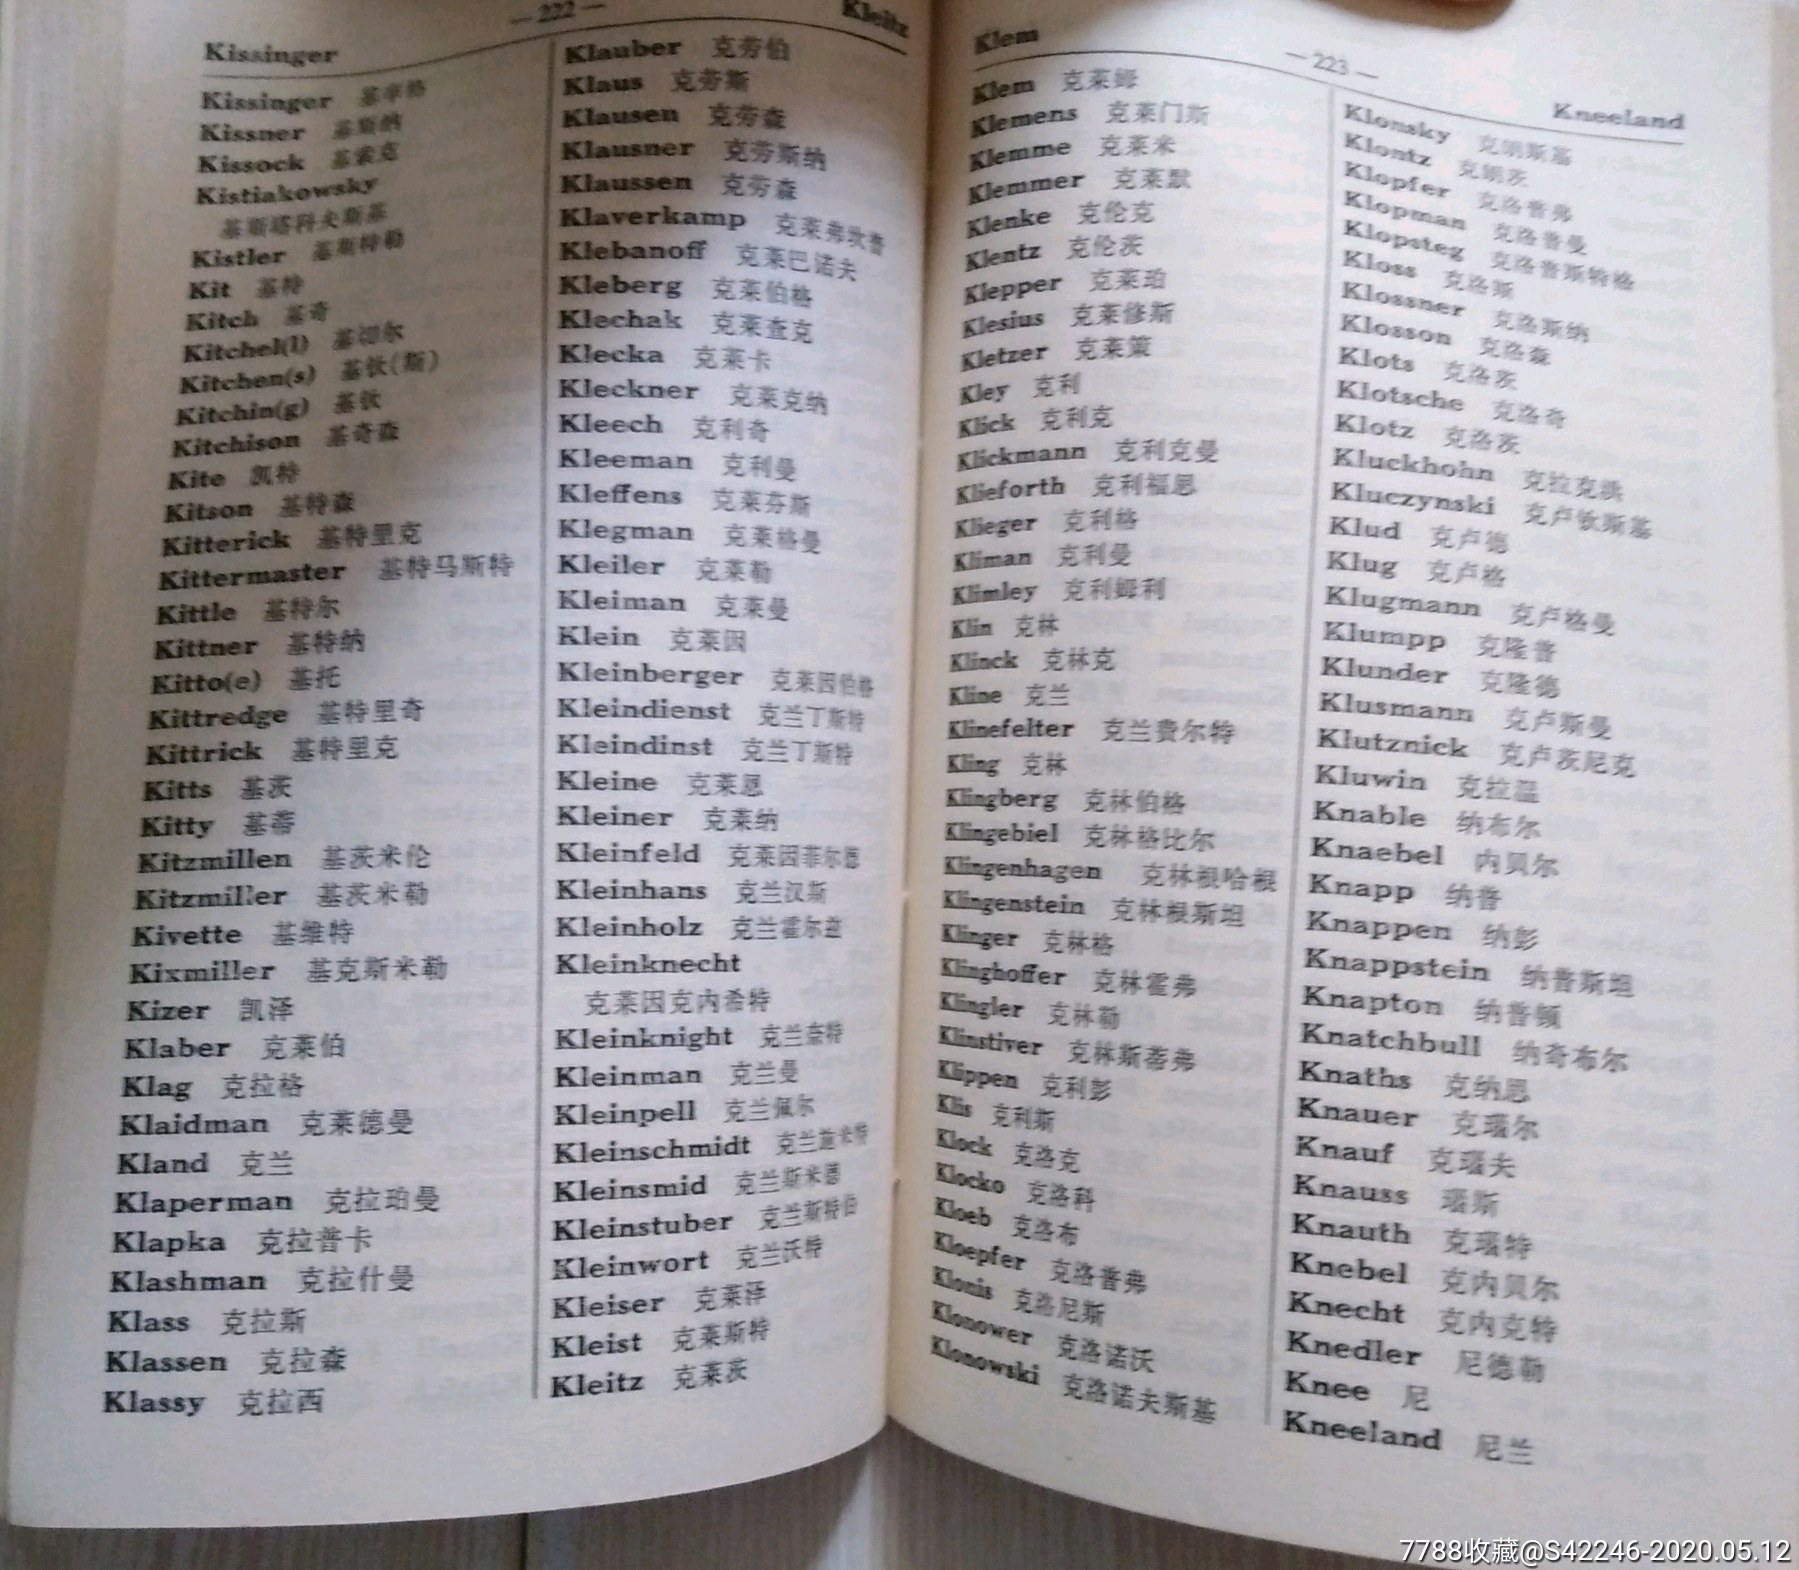 — 222 —
Kissinger
Kleitz
Kissinger 基辛格
Kissner 基斯纳
Kissock 基索克
Kistiakowsky
基斯塔科夫斯基
Kistler 基斯特勒
Kit 基特
Kitch 基奇
Kitchel(l) 基切尔
Kitchen(s) 基钦(斯)
Kitchin(g) 基钦
Kitchison 基奇森
Kite 凯特
Kitson 基特森
Kitterick 基特里克
Kittermaster 基特马斯特
Kittle 基特尔
Kittner 基特纳
Kitto(e) 基托
Kittredge 基特里奇
Kittrick 基特里克
Kitts 基茨
Kitty 基蒂
Kitzmillen 基茨米伦
Kitzmiller 基茨米勒
Kivette 基维特
Kixmiller 基克斯米勒
Kizer 凯泽
Klaber 克莱伯
Klag 克拉格
Klaidman 克莱德曼
Kland 克兰
Klaperman 克拉珀曼
Klapka 克拉普卡
Klashman 克拉什曼
Klass 克拉斯
Klassen 克拉森
Klassy 克拉西
Klauber 克劳伯
Klaus 克劳斯
Klausen 克劳森
Klausner 克劳斯纳
Klaussen 克劳森
Klaverkamp 克莱弗坎普
Klebanoff 克莱巴诺夫
Kleberg 克莱伯格
Klechak 克莱查克
Klecka 克莱卡
Kleckner 克莱克纳
Kleech 克利奇
Kleeman 克利曼
Kleffens 克莱芬斯
Klegman 克莱格曼
Kleiler 克莱勒
Kleiman 克莱曼
Klein 克莱因
Kleinberger 克莱因伯格
Kleindienst 克兰丁斯特
Kleindinst 克兰丁斯特
Kleine 克莱恩
Kleiner 克莱纳
Kleinfeld 克莱因菲尔德
Kleinhans 克兰汉斯
Kleinholz 克兰霍尔兹
Kleinknecht
克莱因克内希特
Kleinknight 克兰奈特
Kleinman 克兰曼
Kleinpell 克兰佩尔
Kleinschmidt 克兰施米特
Kleinsmid 克兰斯米德
Kleinstuber 克兰斯特伯
Kleinwort 克兰沃特
Kleiser 克莱泽
Kleist 克莱斯特
Kleitz 克莱茨
Klem
— 223 —
Kneeland
Klem 克莱姆
Klemens 克莱门斯
Klemme 克莱米
Klemmer 克莱默
Klenke 克伦克
Klentz 克伦茨
Klepper 克莱珀
Klesius 克莱修斯
Kletzer 克莱策
Kley 克利
Klick 克利克
Klickmann 克利克曼
Klieforth 克利福思
Klieger 克利格
Kliman 克利曼
Klimley 克利姆利
Klin 克林
Klinck 克林克
Kline 克兰
Klinefelter 克兰费尔特
Kling 克林
Klingberg 克林伯格
Klingebiel 克林格比尔
Klingenhagen 克林根哈根
Klingenstein 克林根斯坦
Klinger 克林格
Klinghoffer 克林霍弗
Klingler 克林勒
Klinstiver 克林斯蒂弗
Klippen 克利彭
Klis 克利斯
Klock 克洛克
Klocko 克洛科
Kloeb 克洛布
Kloepfer 克洛普弗
Klonis 克洛尼斯
Klonower 克洛诺沃
Klonowski 克洛诺夫斯基
Klonsky 克朗斯基
Klontz 克朗茨
Klopfer 克洛普弗
Klopman 克洛普曼
Klopsteg 克洛普斯特格
Kloss 克洛斯
Klossner 克洛斯纳
Klosson 克洛森
Klots 克洛茨
Klotsche 克洛奇
Klotz 克洛茨
Kluckhohn 克拉克洪
Kluczynski 克卢钦斯基
Klud 克卢德
Klug 克卢格
Klugmann 克卢格曼
Klumpp 克隆普
Klunder 克隆德
Klusmann 克卢斯曼
Klutznick 克卢茨尼克
Kluwin 克拉温
Knable 纳布尔
Knaebel 内贝尔
Knapp 纳普
Knappen 纳彭
Knappstein 纳普斯坦
Knapton 纳普顿
Knatchbull 纳奇布尔
Knaths 克纳思
Knauer 克瑙尔
Knauf 克瑙夫
Knauss 瑙斯
Knauth 克瑙特
Knebel 克内贝尔
Knecht 克内克特
Knedler 尼德勒
Knee 尼
Kneeland 尼兰
7788收藏@S42246-2020.05.12